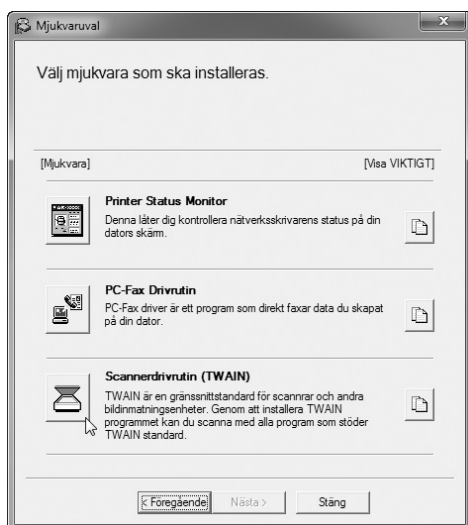 Mjukvaruval
Välj mjukvara som ska installeras.
[Mjukvara] [Visa VIKTIGT]
Printer Status Monitor
Denna låter dig kontrollera nätverksskrivarens status på din
dators skärm.
PC-Fax Drivrutin
PC-Fax driver är ett program som direkt faxar data du skapat
på din dator.
Scannerdrivrutin (TWAIN)
TWAIN är en gränssnittstandard för scannrar och andra
bildinmatningsenheter. Genom att installera TWAIN
programmet kan du scanna med alla program som stöder
TWAIN standard.
< Föregående Nästa > Stäng